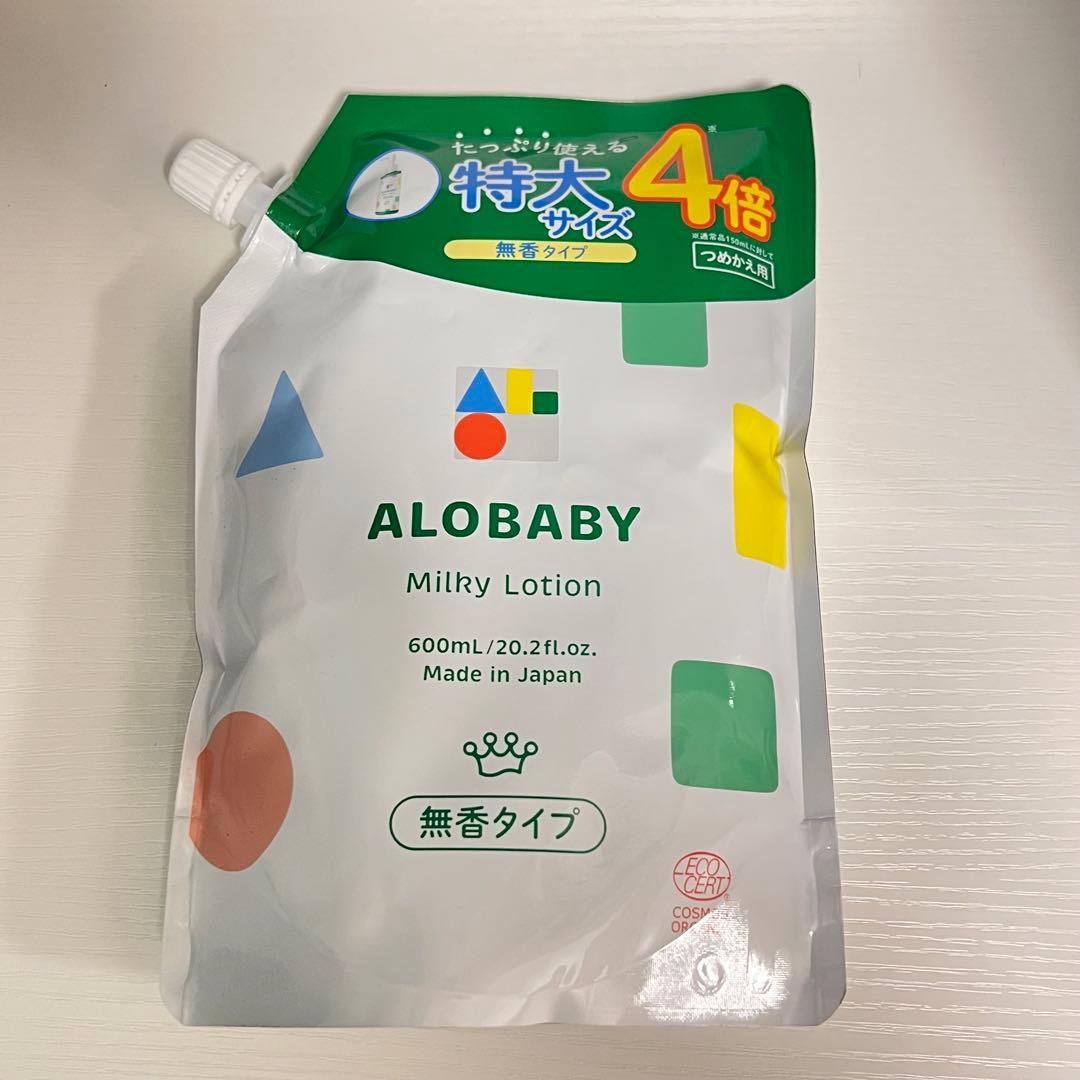 たっぷり使える
特大
サイズ
※
4倍
無香タイプ
※通常品150mLに対して
つめかえ用
ALOBABY
Milky Lotion
600mL/20.2fl.oz.
Made in Japan
無香タイプ
ECO
CERT
®